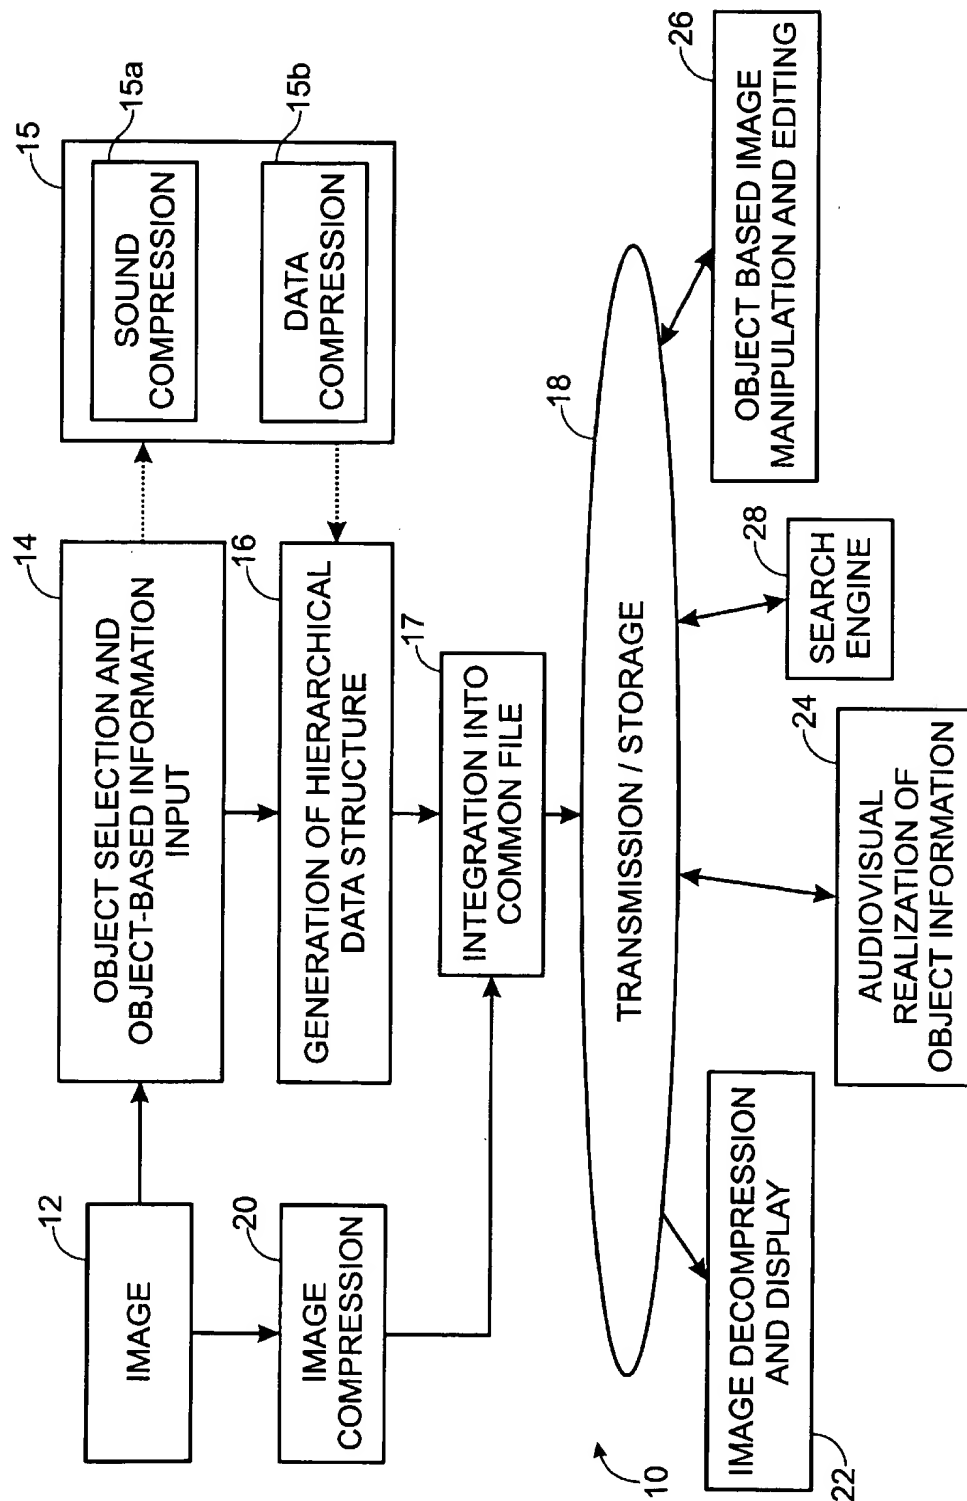 12
IMAGE
14
OBJECT SELECTION AND
OBJECT-BASED INFORMATION
INPUT
15
15a
SOUND
COMPRESSION
15b
DATA
COMPRESSION
20
IMAGE
COMPRESSION
16
GENERATION OF HIERARCHICAL
DATA STRUCTURE
17
INTEGRATION INTO
COMMON FILE
18
TRANSMISSION / STORAGE
10
22
IMAGE DECOMPRESSION
AND DISPLAY
24
AUDIOVISUAL
REALIZATION OF
OBJECT INFORMATION
28
SEARCH
ENGINE
26
OBJECT BASED IMAGE
MANIPULATION AND EDITING